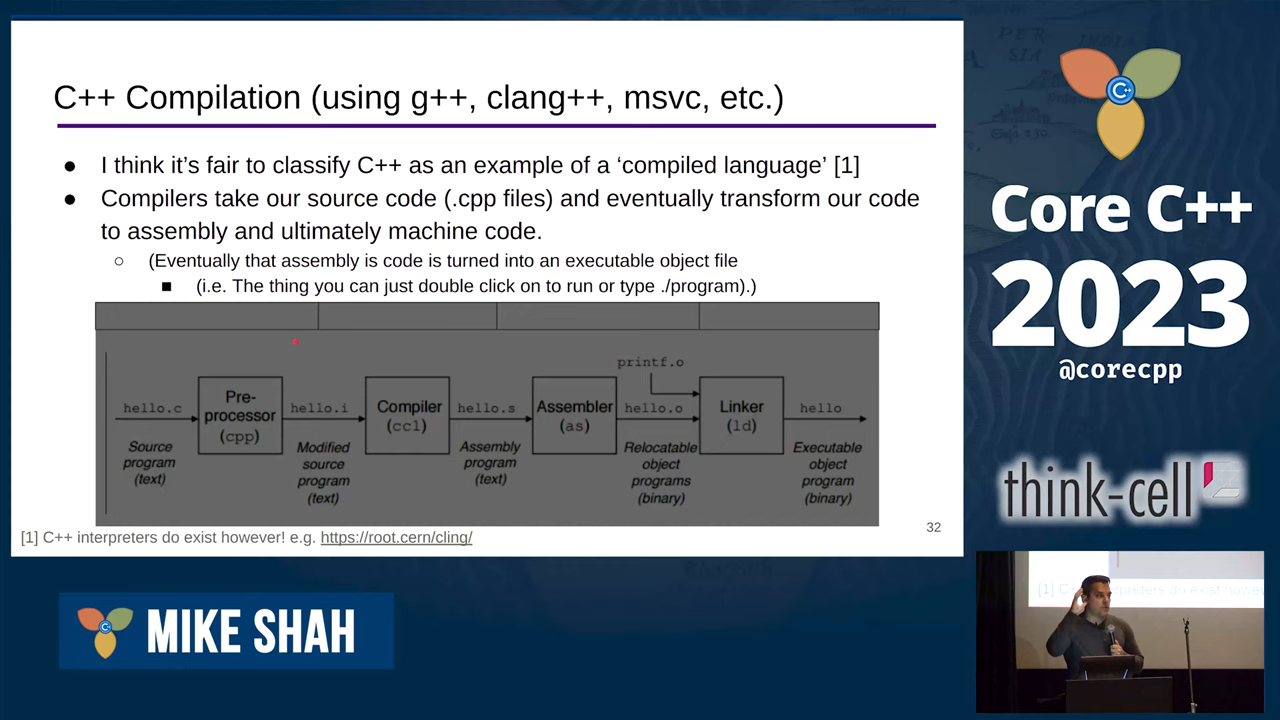 C++ Compilation (using g++, clang++, msvc, etc.)
● I think it’s fair to classify C++ as an example of a ‘compiled language’ [1]
● Compilers take our source code (.cpp files) and eventually transform our code
to assembly and ultimately machine code.
○ (Eventually that assembly is code is turned into an executable object file
■ (i.e. The thing you can just double click on to run or type ./program).)
printf.o
hello.c
Pre-
processor
(cpp)
hello.i
Compiler
(cc1)
hello.s
Assembler
(as)
hello.o
Linker
(ld)
hello
Source
program
(text)
Modified
source
program
(text)
Assembly
program
(text)
Relocatable
object
programs
(binary)
Executable
object
program
(binary)
32
[1] C++ interpreters do exist however! e.g. https://root.cern/cling/
C++
Core C++
2023
@corecpp
think-cell
MIKE SHAH